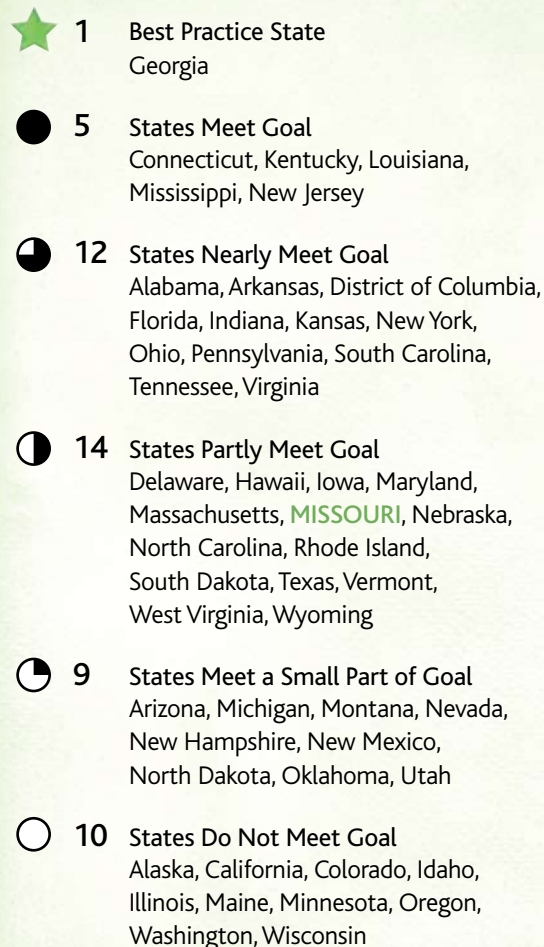 1 Best Practice State
Georgia
5 States Meet Goal
Connecticut, Kentucky, Louisiana,
Mississippi, New Jersey
12 States Nearly Meet Goal
Alabama, Arkansas, District of Columbia,
Florida, Indiana, Kansas, New York,
Ohio, Pennsylvania, South Carolina,
Tennessee, Virginia
14 States Partly Meet Goal
Delaware, Hawaii, Iowa, Maryland,
Massachusetts, MISSOURI, Nebraska,
North Carolina, Rhode Island,
South Dakota, Texas, Vermont,
West Virginia, Wyoming
9 States Meet a Small Part of Goal
Arizona, Michigan, Montana, Nevada,
New Hampshire, New Mexico,
North Dakota, Oklahoma, Utah
10 States Do Not Meet Goal
Alaska, California, Colorado, Idaho,
Illinois, Maine, Minnesota, Oregon,
Washington, Wisconsin